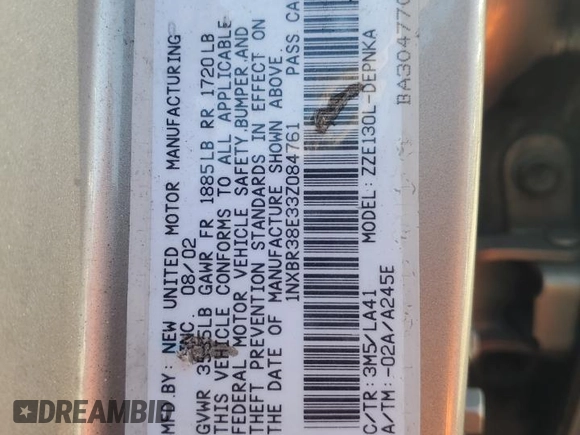 MFD.BY: NEW UNITED MOTOR MANUFACTURING
INC. 08/02
GVWR LB GAWR FR 1885LB RR 1720LB
THIS VEHICLE CONFORMS TO ALL APPLICABLE
FEDERAL MOTOR VEHICLE SAFETY,BUMPER,AND
THEFT PREVENTION STANDARDS IN EFFECT ON
THE DATE OF MANUFACTURE SHOWN ABOVE.
1NXBR38E33Z084761 PASS CA
C/TR:3M5/LA41 MODEL:ZZE130L-DEPNKA
A/TM:-02A/A245E BA304770
DREAMBID